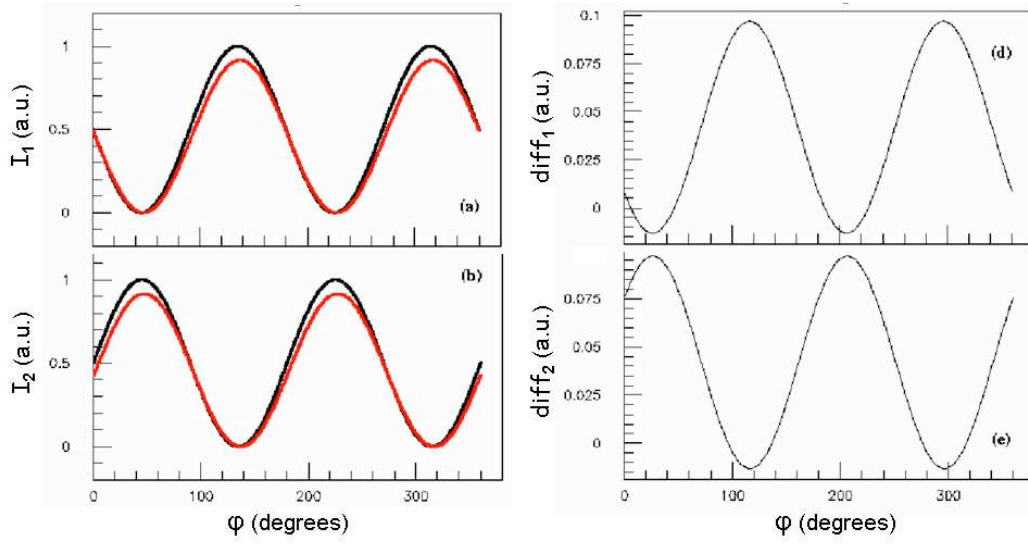 I1 (a.u.)
1
0.5
0
(a)
I2 (a.u.)
1
0.5
0
(b)
0 100 200 300
φ (degrees)
diff1 (a.u.)
0.1
0.075
0.05
0.025
0
(d)
diff2 (a.u.)
0.075
0.05
0.025
0
(e)
0 100 200 300
φ (degrees)